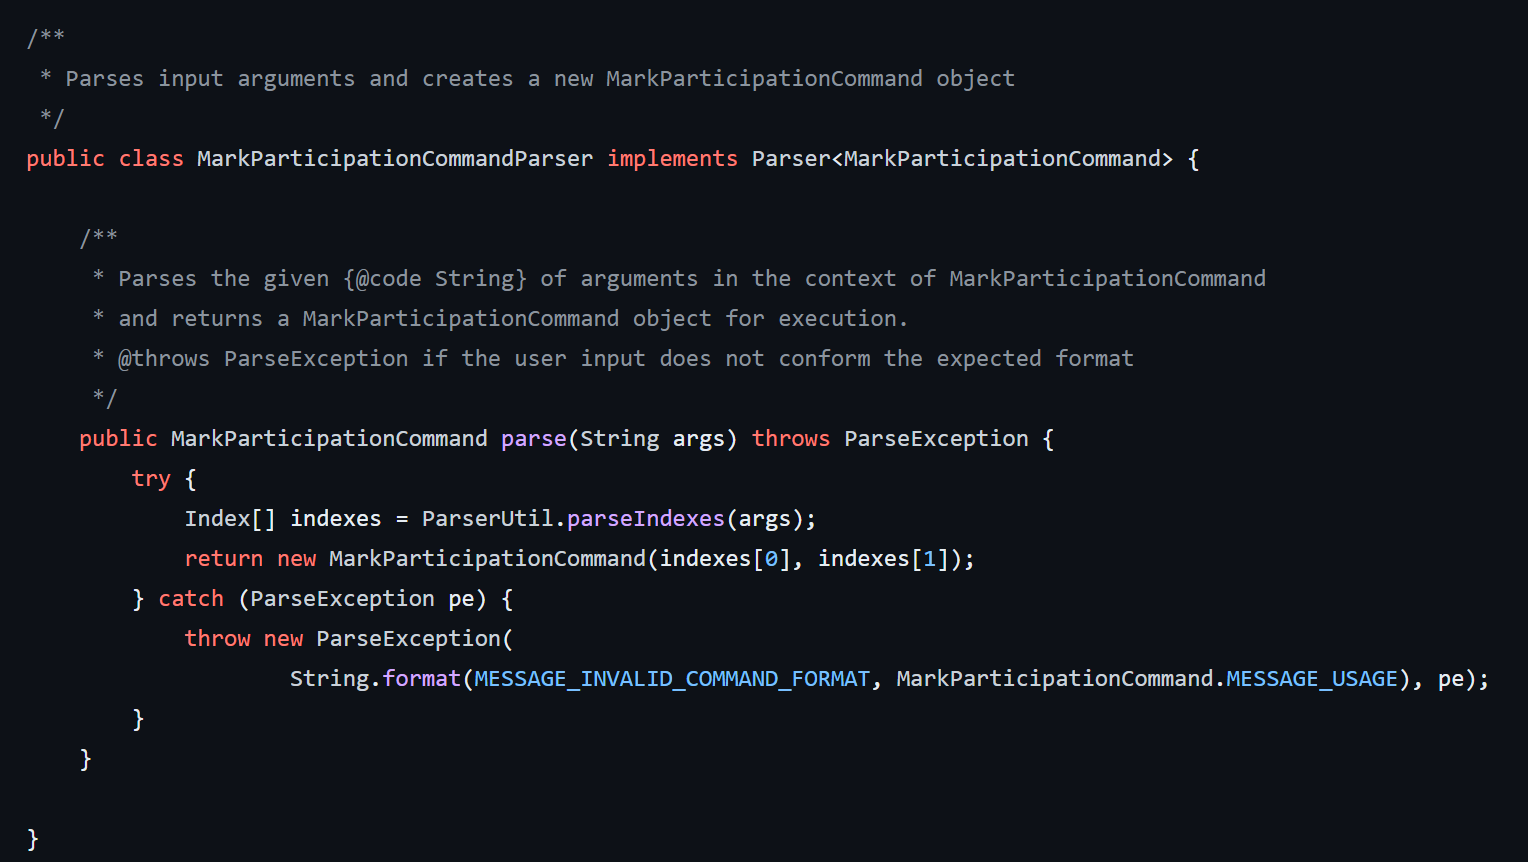 /**
 * Parses input arguments and creates a new MarkParticipationCommand object
 */
public class MarkParticipationCommandParser implements Parser<MarkParticipationCommand> {

    /**
     * Parses the given {@code String} of arguments in the context of MarkParticipationCommand
     * and returns a MarkParticipationCommand object for execution.
     * @throws ParseException if the user input does not conform the expected format
     */
    public MarkParticipationCommand parse(String args) throws ParseException {
        try {
            Index[] indexes = ParserUtil.parseIndexes(args);
            return new MarkParticipationCommand(indexes[0], indexes[1]);
        } catch (ParseException pe) {
            throw new ParseException(
                    String.format(MESSAGE_INVALID_COMMAND_FORMAT, MarkParticipationCommand.MESSAGE_USAGE), pe);
        }
    }

}